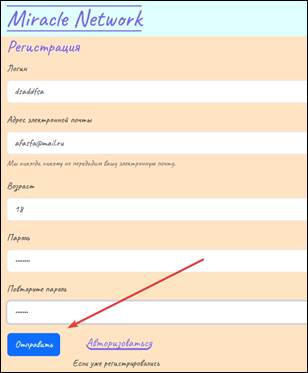 Miracle Network
Регистрация
Логин
dsaddfsa
Адрес электронной почты
afasfa@mail.ru
Мы никогда никому не передадим вашу электронную почту.
Возраст
18
Пароль
Повторите пароль
Отправить
Авторизоваться
Если уже регистрировались